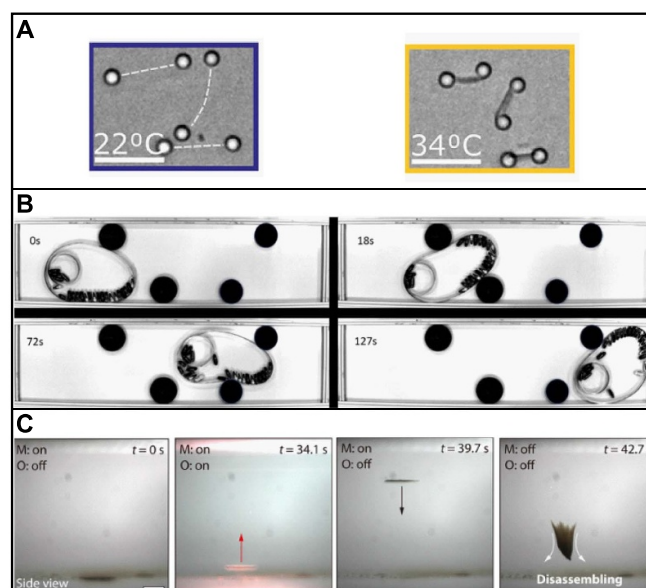 A
22ºC
34ºC
B
0s
18s
72s
127s
C
M: on
O: off
t = 0 s
Side view
M: on
O: on
t = 34.1 s
M: on
O: off
t = 39.7 s
M: off
O: off
t = 42.7
Disassembling